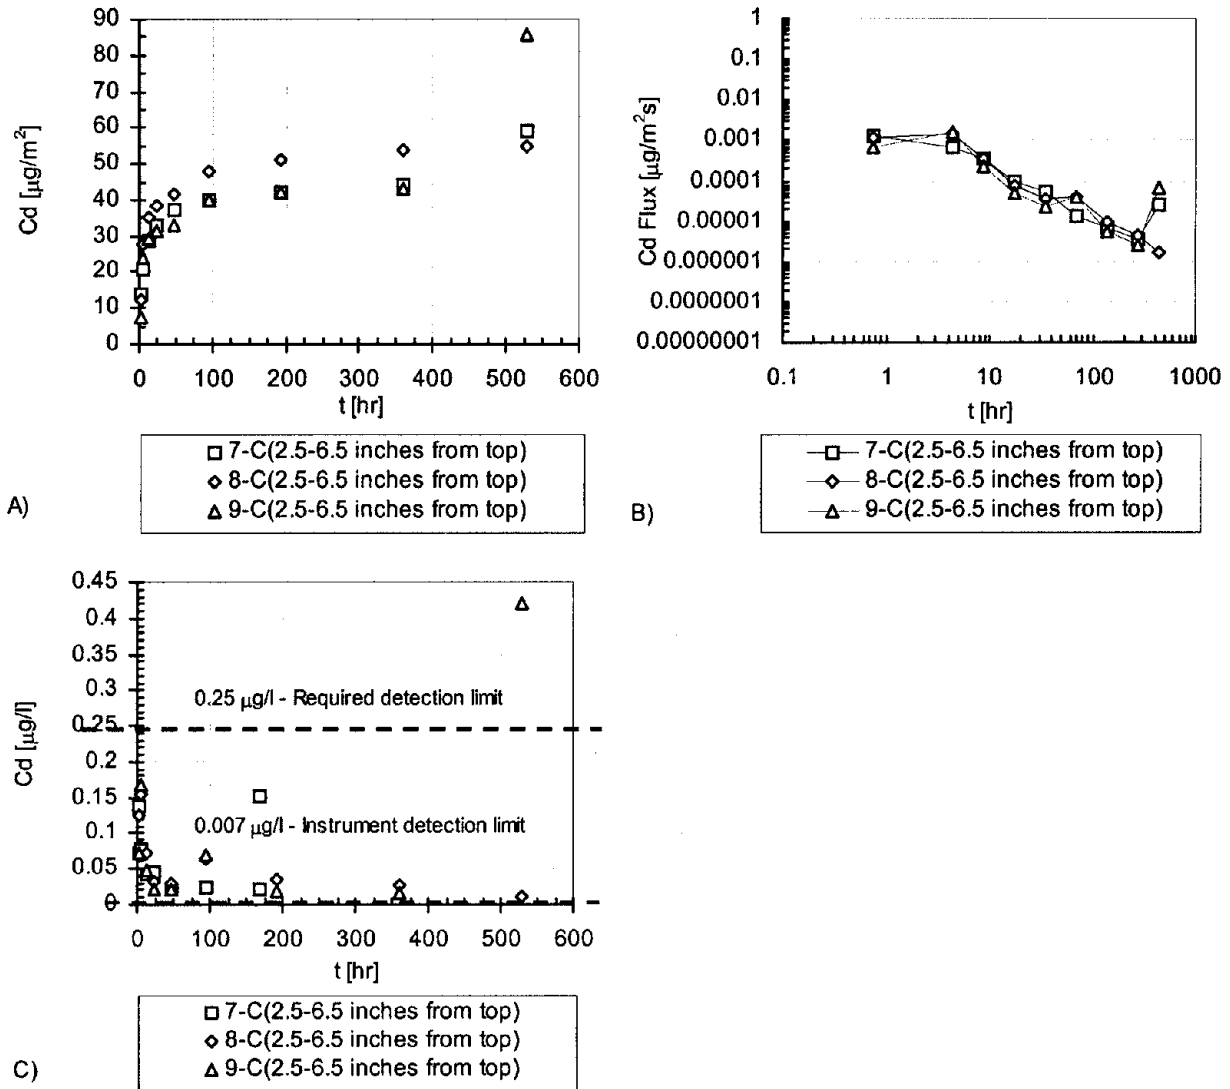 90
80
70
60
50
40
30
20
10
0
Cd [µg/m²]
0 100 200 300 400 500 600
t [hr]
7-C(2.5-6.5 inches from top)
8-C(2.5-6.5 inches from top)
9-C(2.5-6.5 inches from top)
A)
1
0.1
0.01
0.001
0.0001
0.00001
0.000001
0.0000001
0.00000001
Cd Flux [µg/m²s]
0.1 1 10 100 1000
t [hr]
7-C(2.5-6.5 inches from top)
8-C(2.5-6.5 inches from top)
9-C(2.5-6.5 inches from top)
B)
0.45
0.4
0.35
0.3
0.25
0.2
0.15
0.1
0.05
0
Cd [µg/l]
0.25 µg/l - Required detection limit
0.007 µg/l - Instrument detection limit
0 100 200 300 400 500 600
t [hr]
7-C(2.5-6.5 inches from top)
8-C(2.5-6.5 inches from top)
9-C(2.5-6.5 inches from top)
C)